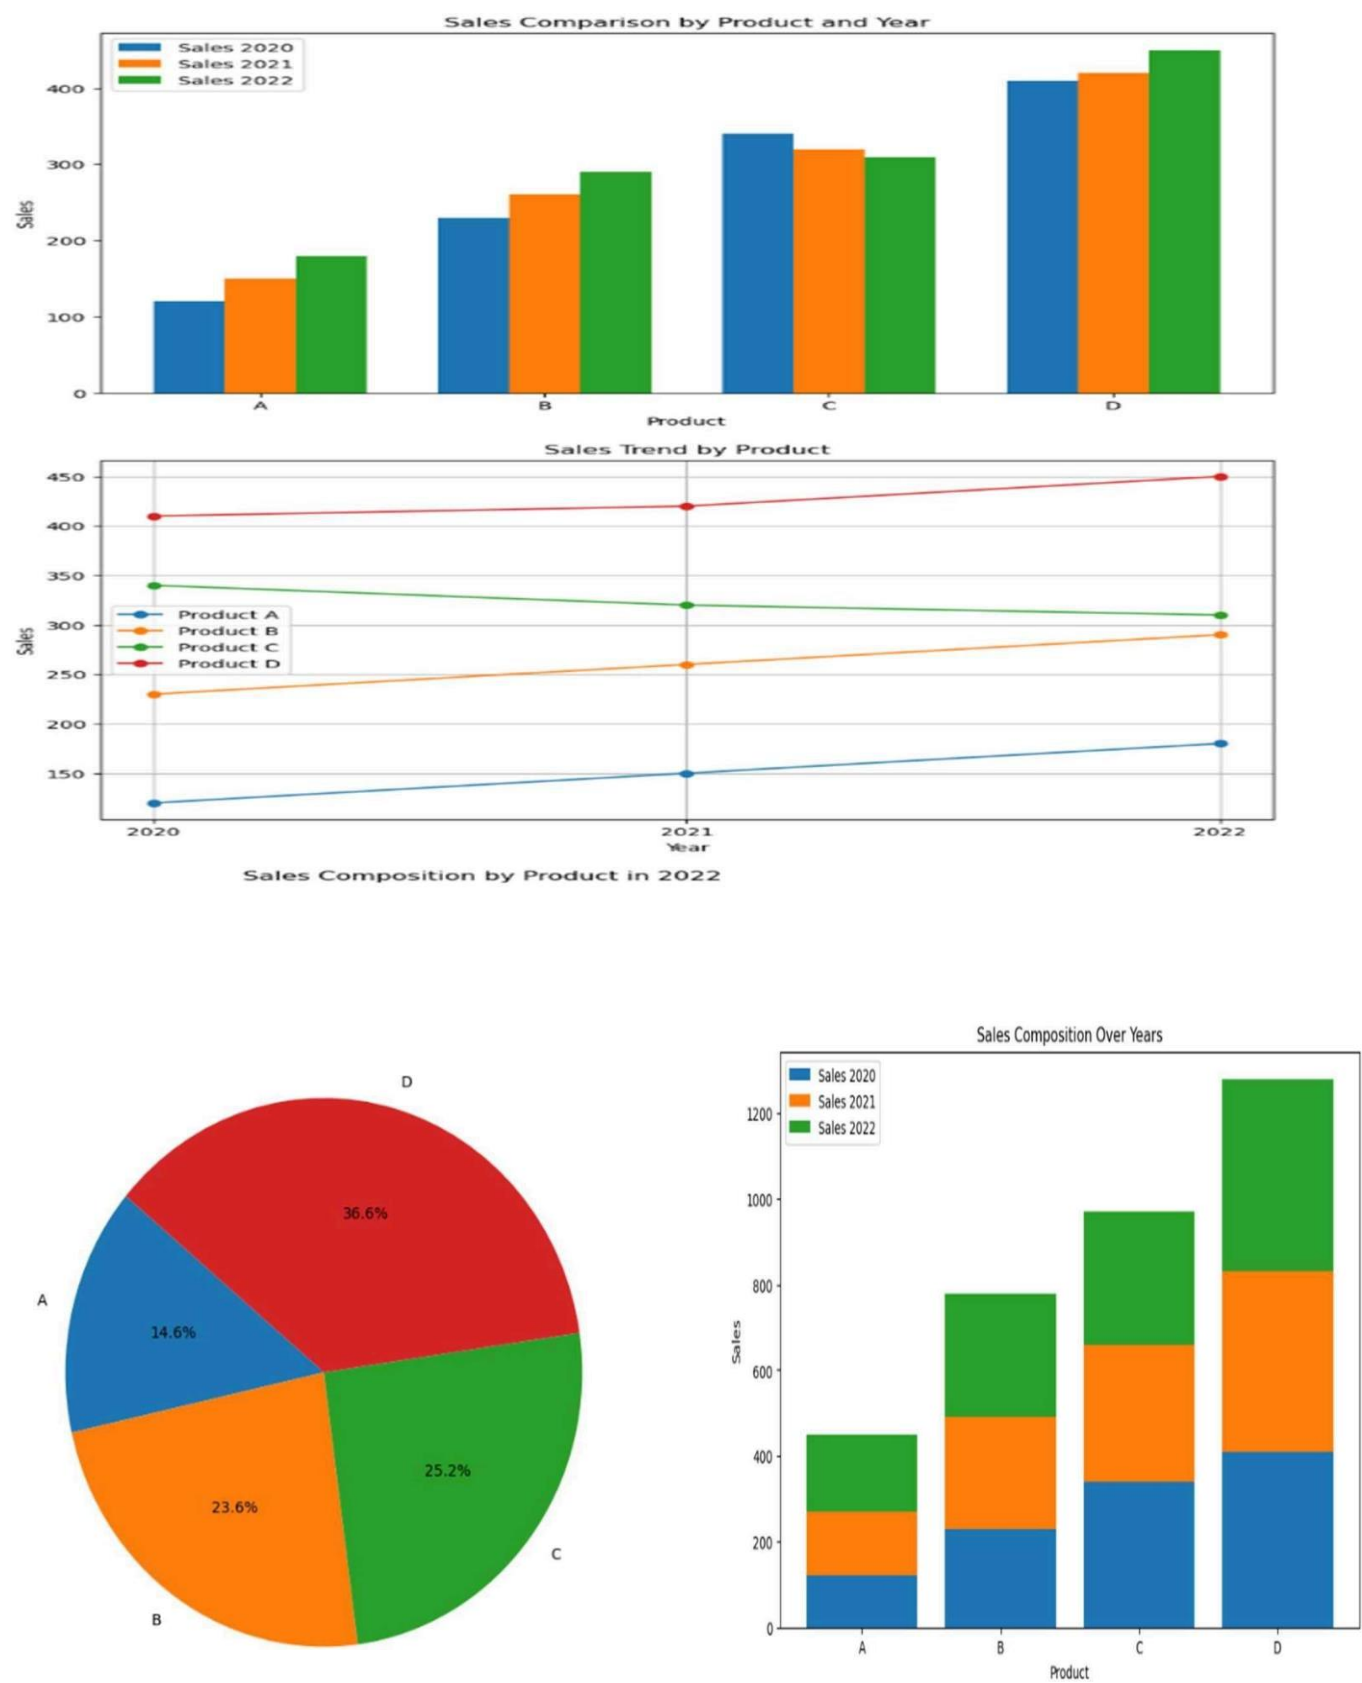 Sales Comparison by Product and Year
Sales 2020
Sales 2021
Sales 2022
400
300
200
100
0
Sales
A B C D
Product
Sales Trend by Product
450
400
350
300
250
200
150
Sales
Product A
Product B
Product C
Product D
2020 2021 2022
Year
Sales Composition by Product in 2022
D
36.6%
A
14.6%
25.2%
23.6%
C
B
Sales Composition Over Years
Sales 2020
Sales 2021
Sales 2022
1200
1000
800
600
400
200
0
Sales
A B C D
Product